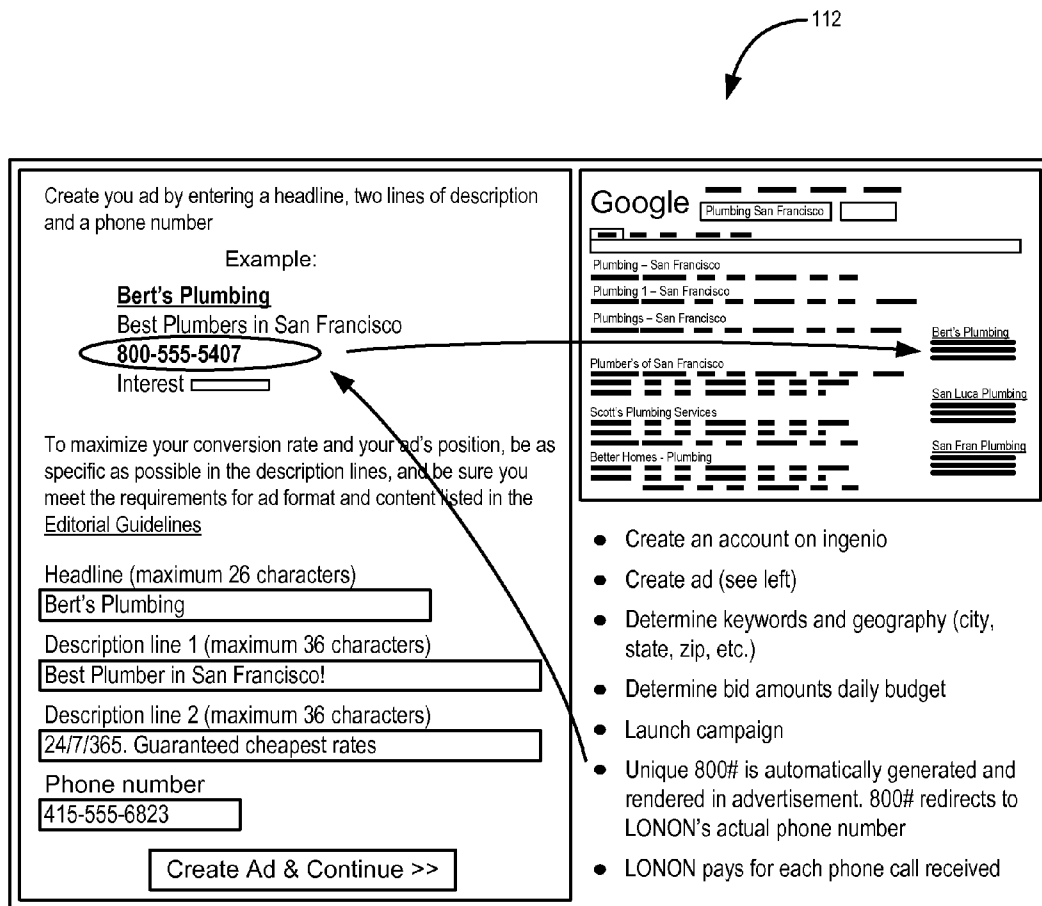 112
Create you ad by entering a headline, two lines of description
and a phone number
Example:
Bert's Plumbing
Best Plumbers in San Francisco
800-555-5407
Interest
To maximize your conversion rate and your ad's position, be as
specific as possible in the description lines, and be sure you
meet the requirements for ad format and content listed in the
Editorial Guidelines
Headline (maximum 26 characters)
Bert's Plumbing
Description line 1 (maximum 36 characters)
Best Plumber in San Francisco!
Description line 2 (maximum 36 characters)
24/7/365. Guaranteed cheapest rates
Phone number
415-555-6823
Create Ad & Continue >>
Google
Plumbing San Francisco
Plumbing – San Francisco
Plumbing 1 – San Francisco
Plumbings – San Francisco
Plumber's of San Francisco
Scott's Plumbing Services
Better Homes - Plumbing
Bert's Plumbing
San Luca Plumbing
San Fran Plumbing
● Create an account on ingenio
● Create ad (see left)
● Determine keywords and geography (city,
state, zip, etc.)
● Determine bid amounts daily budget
● Launch campaign
● Unique 800# is automatically generated and
rendered in advertisement. 800# redirects to
LONON's actual phone number
● LONON pays for each phone call received